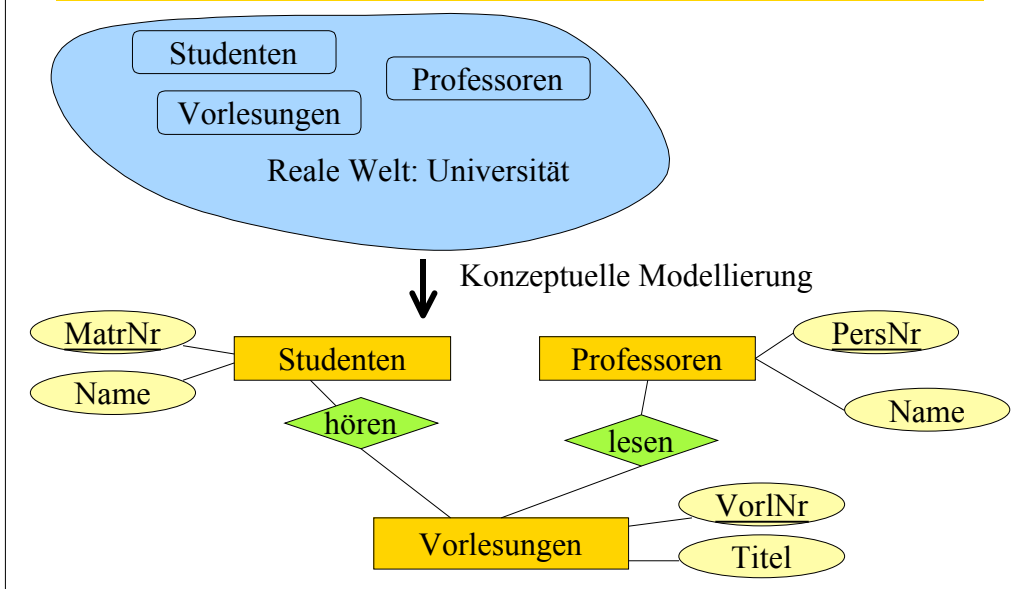 Studenten
Professoren
Vorlesungen
Reale Welt: Universität
Konzeptuelle Modellierung
MatrNr
Studenten
Professoren
PersNr
Name
Name
hören
lesen
VorlNr
Vorlesungen
Titel